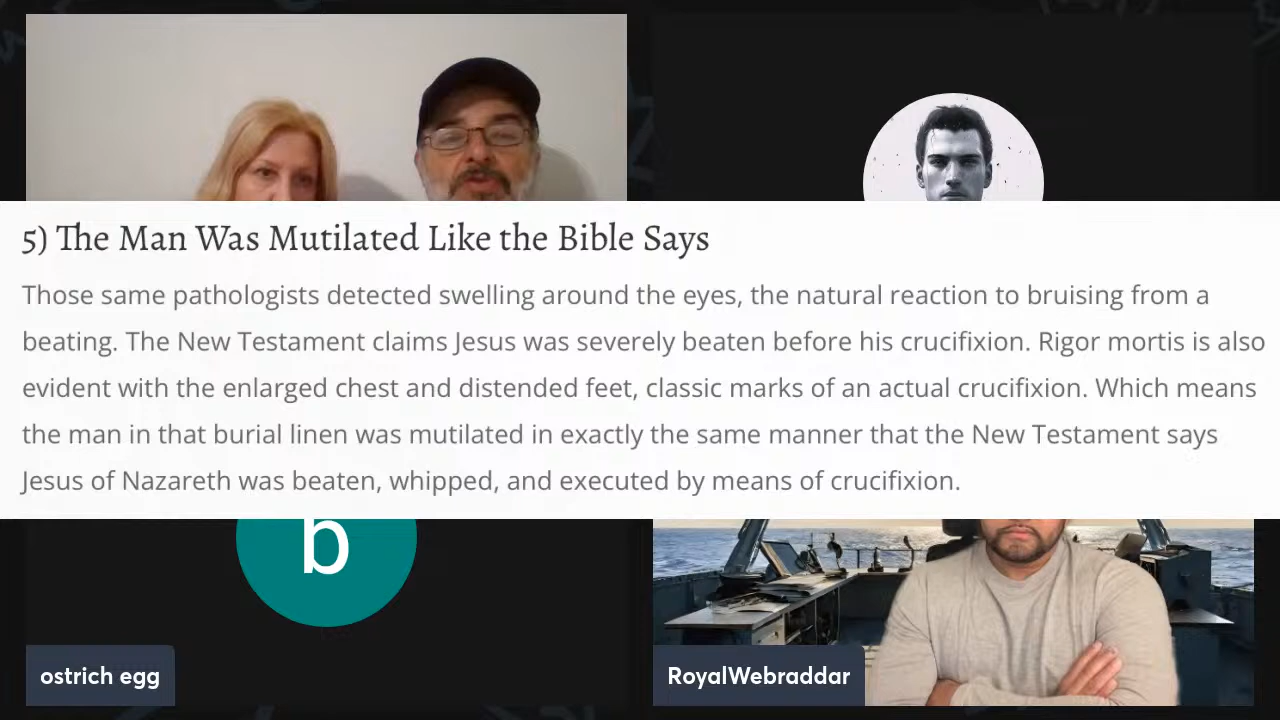 5) The Man Was Mutilated Like the Bible Says
Those same pathologists detected swelling around the eyes, the natural reaction to bruising from a
beating. The New Testament claims Jesus was severely beaten before his crucifixion. Rigor mortis is also
evident with the enlarged chest and distended feet, classic marks of an actual crucifixion. Which means
the man in that burial linen was mutilated in exactly the same manner that the New Testament says
Jesus of Nazareth was beaten, whipped, and executed by means of crucifixion.
b
ostrich egg
RoyalWebraddar